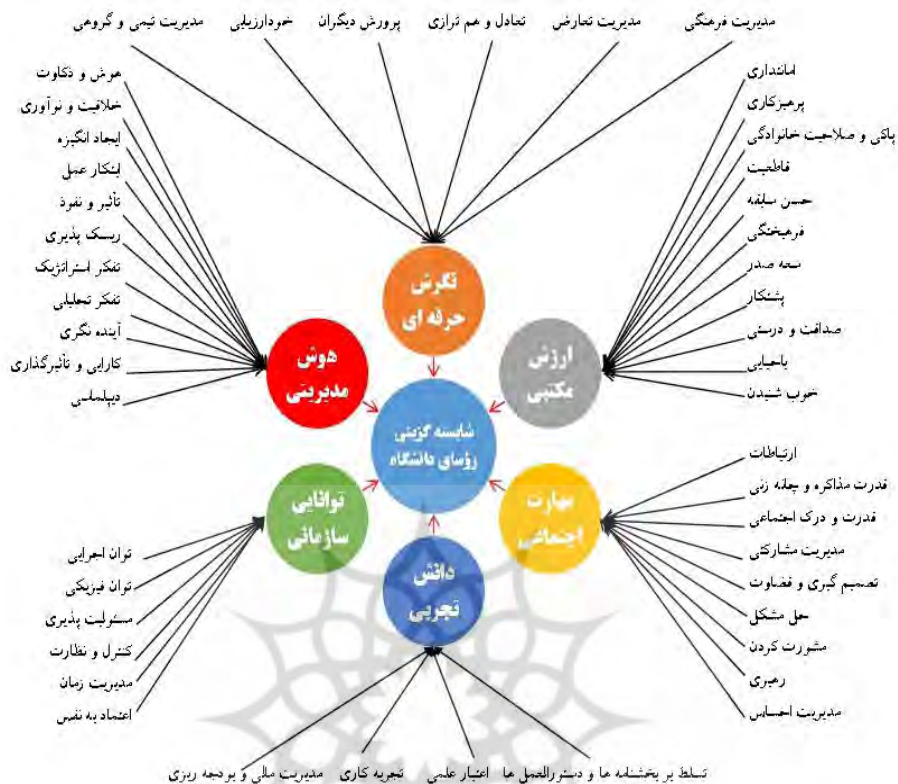 مدیریت فرهنگی
مدیریت تعارض
تعادل و هم ترازی
پرورش دیگران
خودارزیابی
مدیریت تیمی و گروهی
امانتداری
پرهیزکاری
پاکی و صلاحیت خانوادگی
قاطعیت
حسن سابقه
فرهیختگی
سعه صدر
پشتکار
صداقت و درستی
باحیایی
خوب شنیدن
هوش و ذکاوت
خلاقیت و نوآوری
ایجاد انگیزه
ابتکار عمل
تأثیر و نفوذ
ریسک پذیری
تفکر استراتژیک
تفکر تحلیلی
آینده نگری
کارایی و تأثیرگذاری
دیپلماسی
نگرش
حرفه ای
ارزش
مکتبی
هوش
مدیریتی
شایسته گزینی
رؤسای دانشگاه
مهارت
اجتماعی
توانایی
سازمانی
دانش
تجربی
ارتباطات
قدرت مذاکره و چانه زنی
قدرت و درک اجتماعی
مدیریت مشارکتی
تصمیم گیری و قضاوت
حل مشکل
مشورت کردن
رهبری
مدیریت احساس
توان اجرایی
توان فیزیکی
مسئولیت پذیری
کنترل و نظارت
مدیریت زمان
اعتماد به نفس
تسلط بر بخشنامه ها و دستورالعمل ها
اعتبار علمی
تجربه کاری
مدیریت مالی و بودجه ریزی